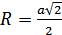 R = a√2/2